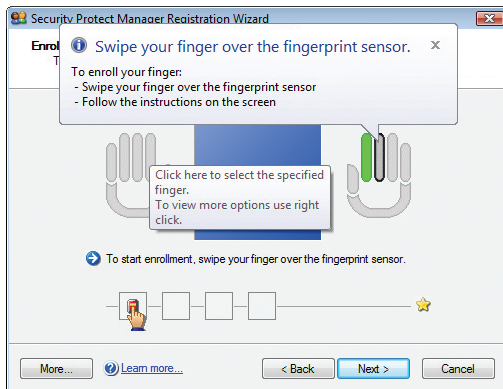 Security Protect Manager Registration Wizard
Enrol
T
Swipe your finger over the fingerprint sensor.
x
To enroll your finger:
- Swipe your finger over the fingerprint sensor
- Follow the instructions on the screen
Click here to select the specified
finger.
To view more options use right
click.
To start enrollment, swipe your finger over the fingerprint sensor.
More...
Learn more...
< Back
Next >
Cancel